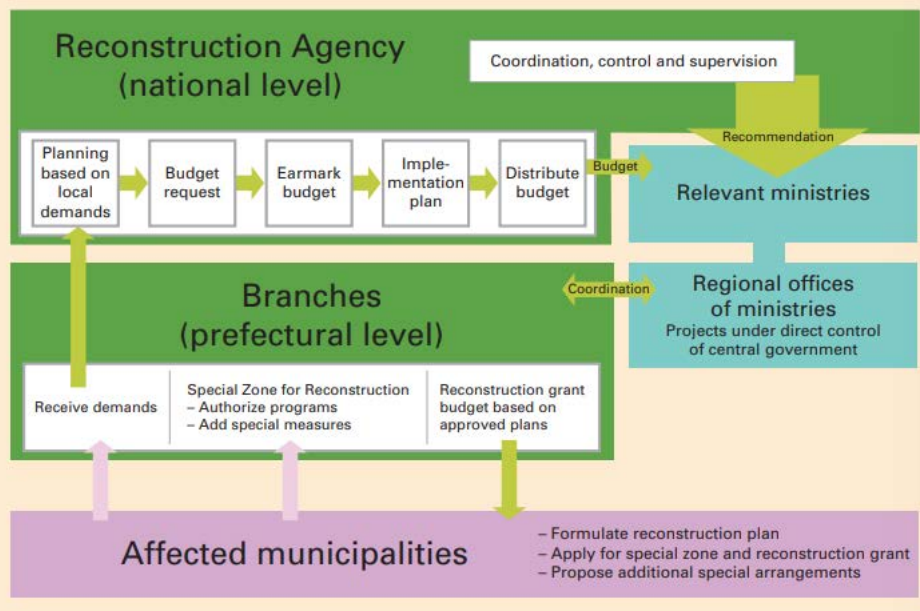 Reconstruction Agency
(national level)
Coordination, control and supervision
Recommendation
Planning
based on
local
demands
Budget
request
Earmark
budget
Imple-
mentation
plan
Distribute
budget
Budget
Relevant ministries
Branches
(prefectural level)
Coordination
Regional offices
of ministries
Projects under direct control
of central government
Receive demands
Special Zone for Reconstruction
– Authorize programs
– Add special measures
Reconstruction grant
budget based on
approved plans
Affected municipalities
– Formulate reconstruction plan
– Apply for special zone and reconstruction grant
– Propose additional special arrangements